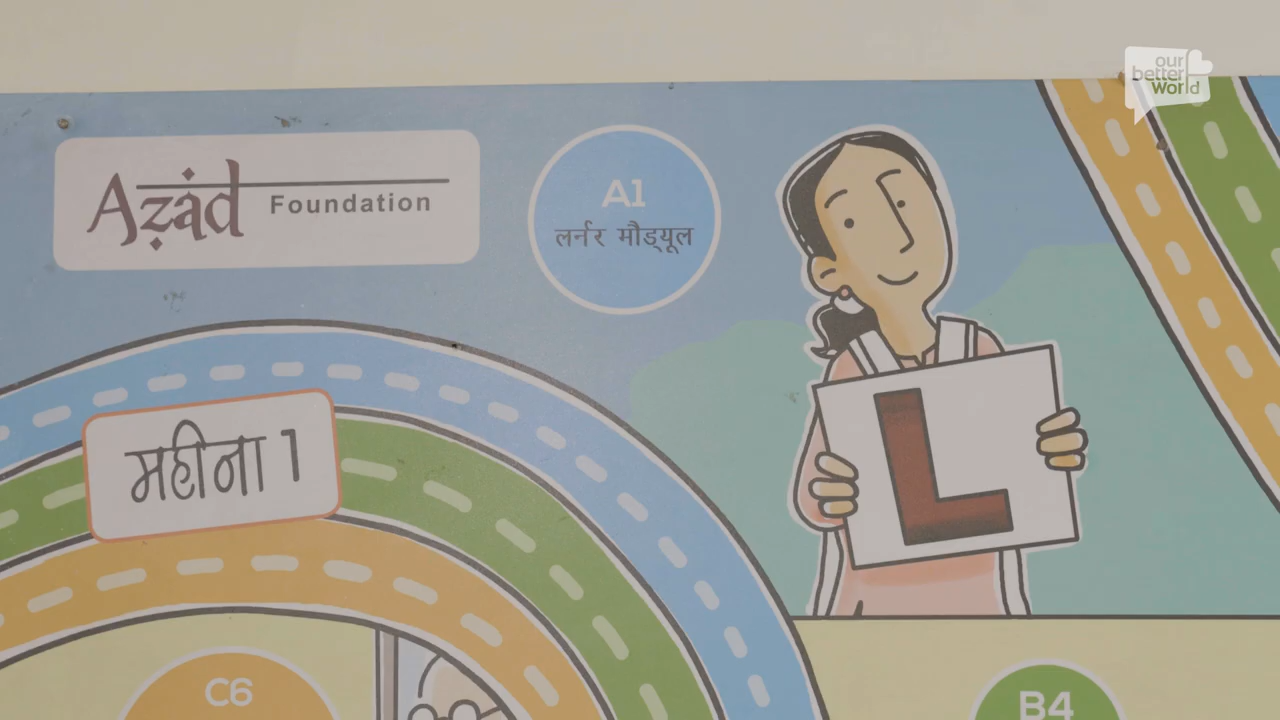 our
better
world
Azad
Foundation
A1
लर्नर मौड्यूल
L
महीना 1
C6
B4